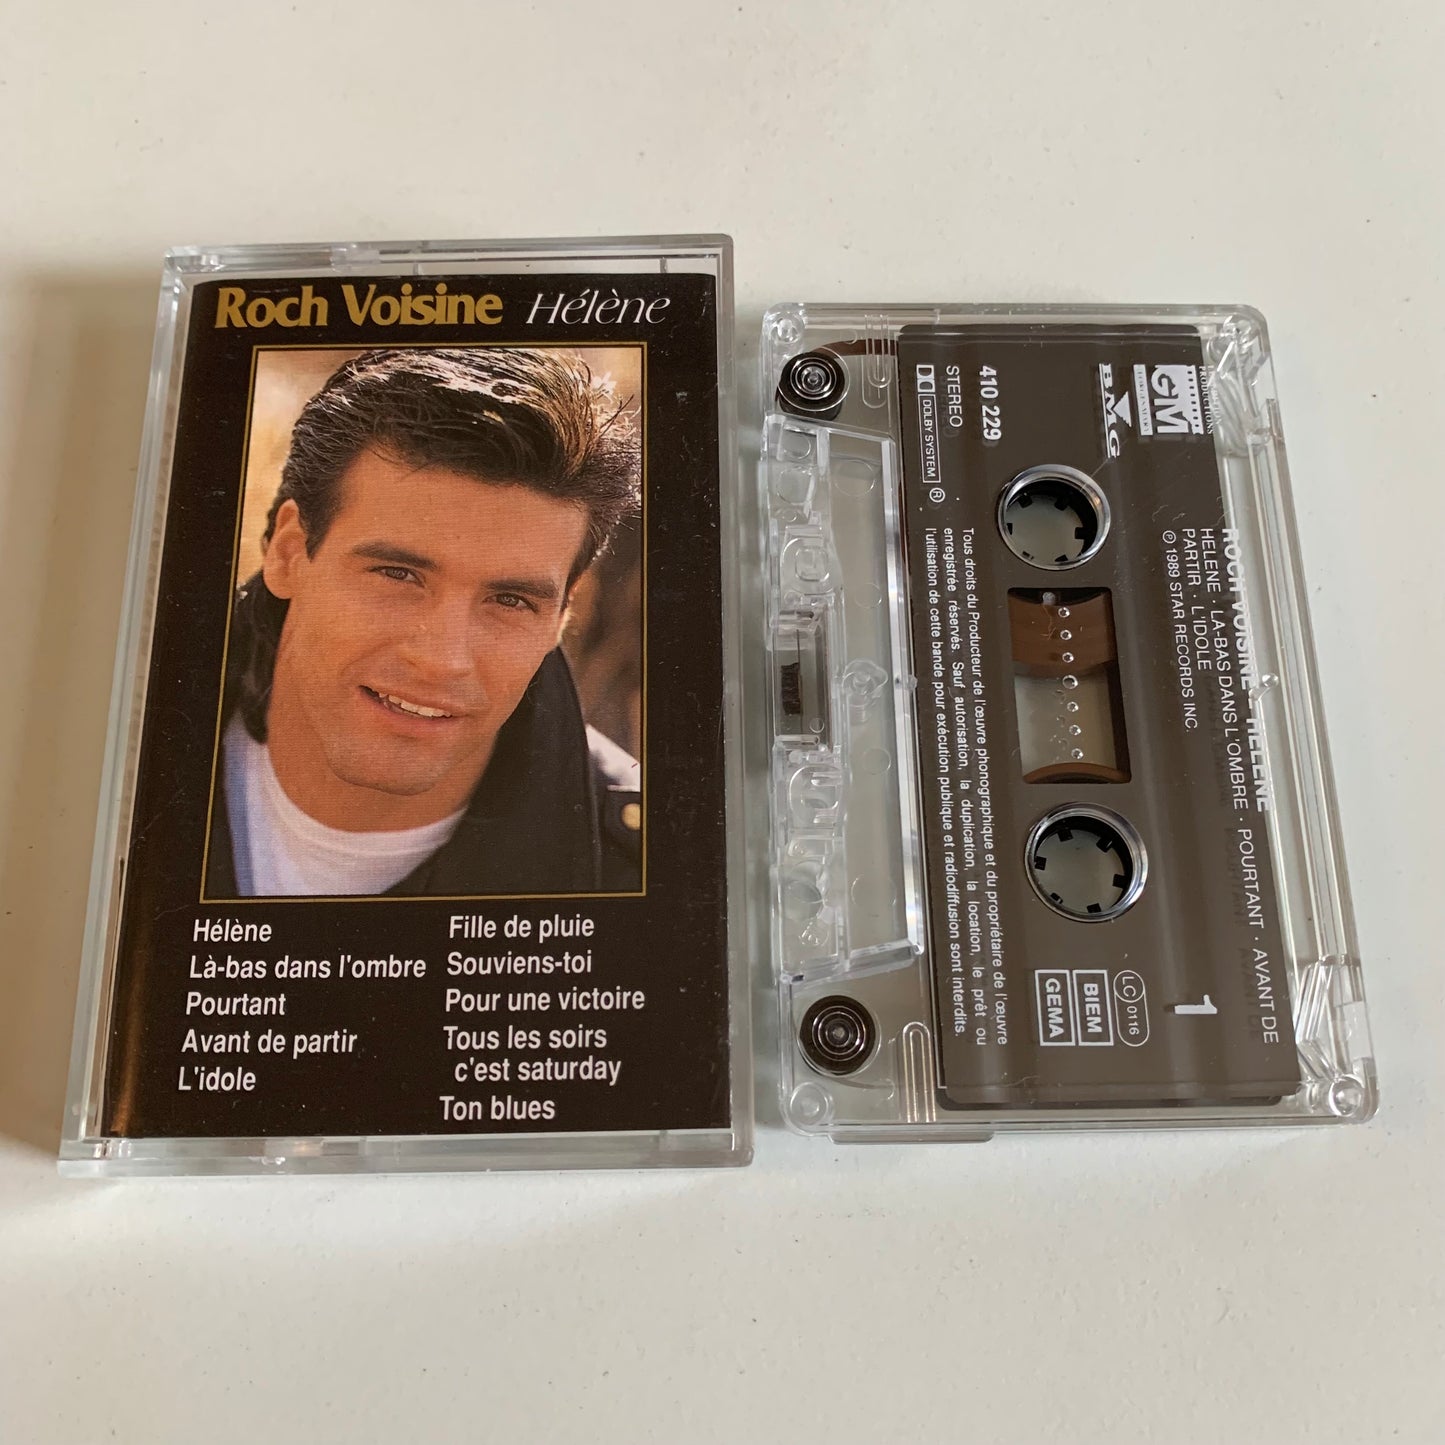 Roch Voisine Hélène
Hélène
Là-bas dans l'ombre
Pourtant
Avant de partir
L'idole
Fille de pluie
Souviens-toi
Pour une victoire
Tous les soirs
c'est saturday
Ton blues
GM
BMG
410 229
STEREO
DOLBY SYSTEM ®
ROCH VOISINE HELENE
HELENE · LA-BAS DANS L'OMBRE · POURTANT · AVANT DE
PARTIR · L'IDOLE
℗ 1989 STAR RECORDS INC.
1
LC 0116
BIEM
GEMA
Tous droits du Producteur de l'œuvre phonographique et du propriétaire de l'œuvre
enregistrée réservés. Sauf autorisation, la duplication, la location, le prêt ou
l'utilisation de cette bande pour exécution publique et radiodiffusion sont interdits.